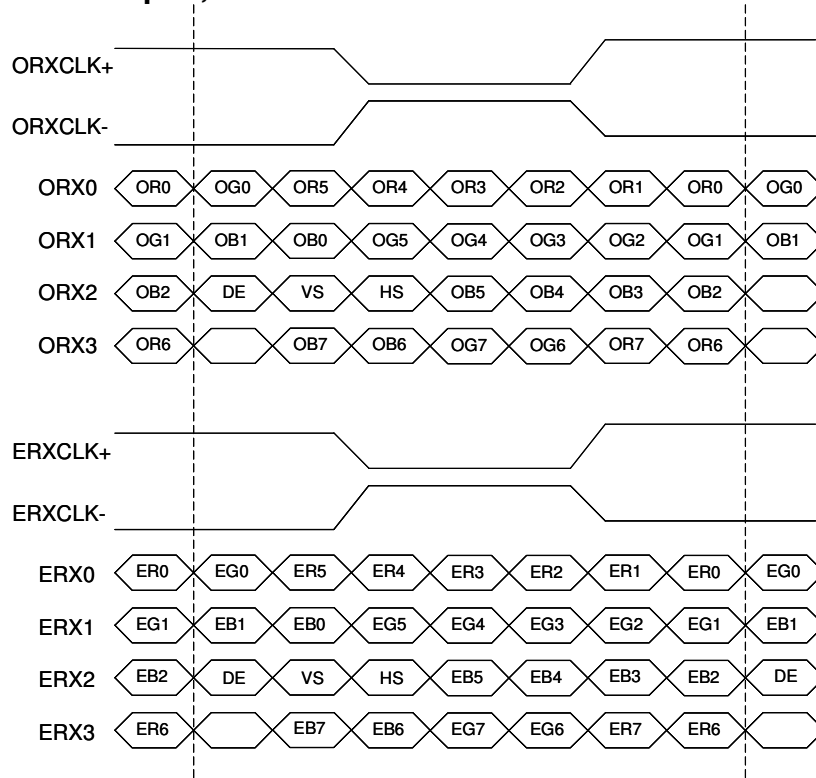 ORXCLK+
ORXCLK-
ORX0 OR0 OG0 OR5 OR4 OR3 OR2 OR1 OR0 OG0
ORX1 OG1 OB1 OB0 OG5 OG4 OG3 OG2 OG1 OB1
ORX2 OB2 DE VS HS OB5 OB4 OB3 OB2
ORX3 OR6 OB7 OB6 OG7 OG6 OR7 OR6
ERXCLK+
ERXCLK-
ERX0 ER0 EG0 ER5 ER4 ER3 ER2 ER1 ER0 EG0
ERX1 EG1 EB1 EB0 EG5 EG4 EG3 EG2 EG1 EB1
ERX2 EB2 DE VS HS EB5 EB4 EB3 EB2 DE
ERX3 ER6 EB7 EB6 EG7 EG6 ER7 ER6